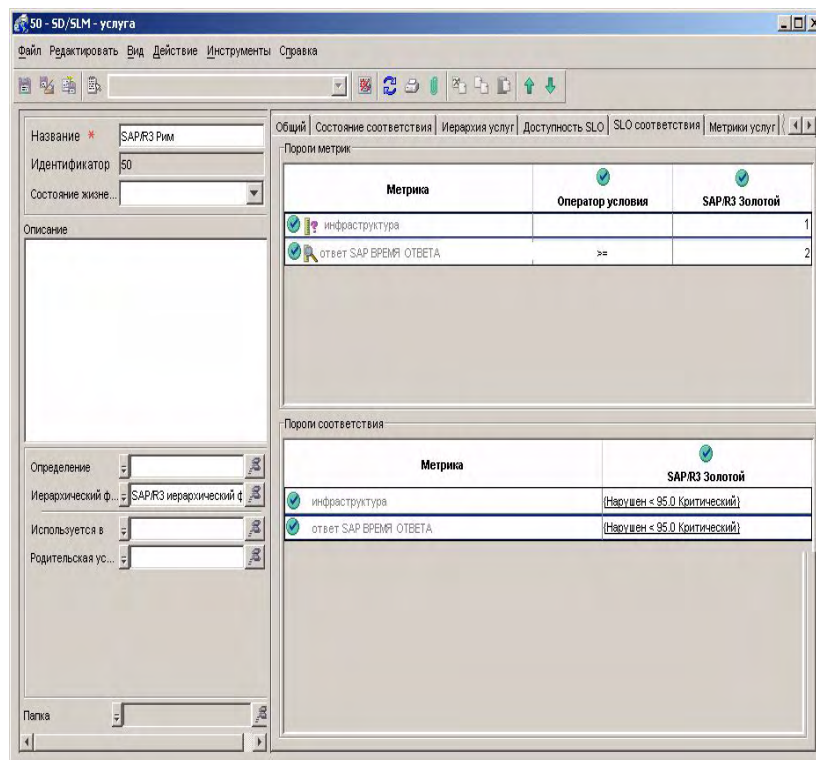 50 - SD/SLM - услуга
Файл Редактировать Вид Действие Инструменты Справка
Название * SAP/R3 Рим
Идентификатор 50
Состояние жизне...
Описание
Определение
Иерархический ф... SAP/R3 иерархический ф
Используется в
Родительская ус...
Папка
Общий Состояние соответствия Иерархия услуг Доступность SLO SLO соответствия Метрики услуг
Пороги метрик
Метрика Оператор условия SAP/R3 Золотой
инфраструктура 1
ответ SAP ВРЕМЯ ОТВЕТА >= 2
Пороги соответствия
Метрика SAP/R3 Золотой
инфраструктура {Нарушен < 95.0 Критический}
ответ SAP ВРЕМЯ ОТВЕТА {Нарушен < 95.0 Критический}